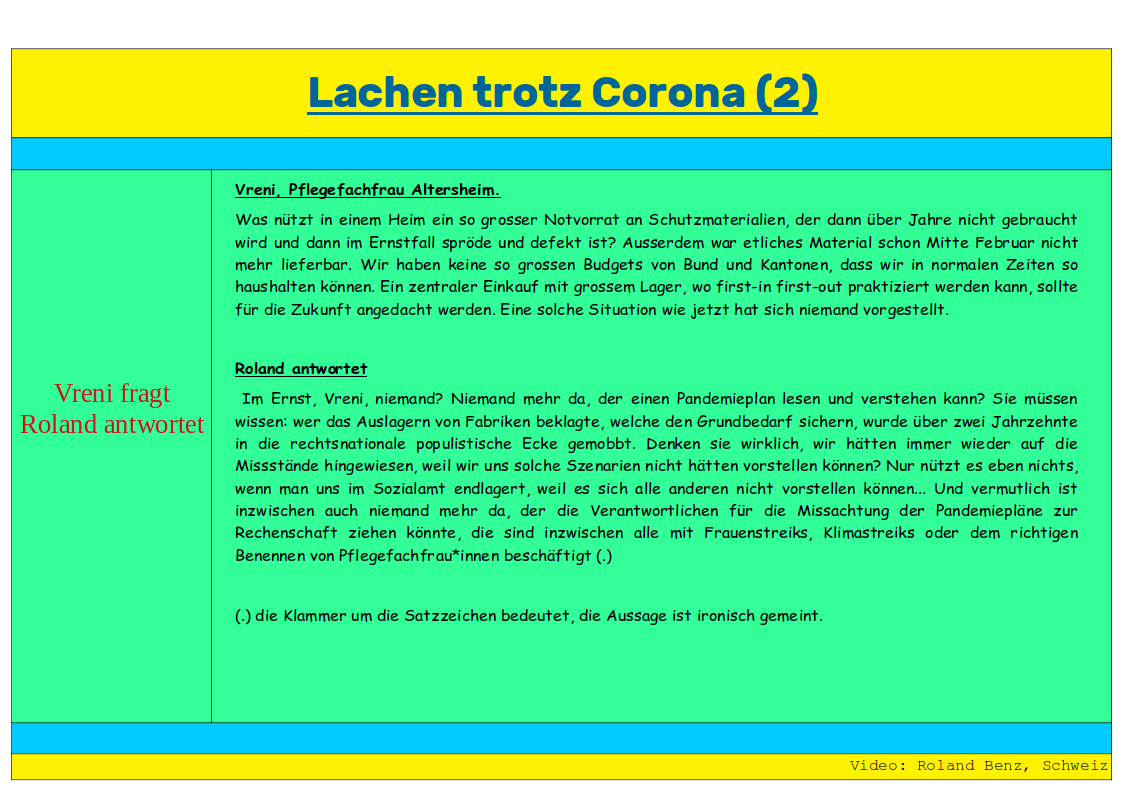 Lachen trotz Corona (2)
Vreni fragt
Roland antwortet
Vreni, Pflegefachfrau Altersheim.
Was nützt in einem Heim ein so grosser Notvorrat an Schutzmaterialien, der dann über Jahre nicht gebraucht
wird und dann im Ernstfall spröde und defekt ist? Ausserdem war etliches Material schon Mitte Februar nicht
mehr lieferbar. Wir haben keine so grossen Budgets von Bund und Kantonen, dass wir in normalen Zeiten so
haushalten können. Ein zentraler Einkauf mit grossem Lager, wo first-in first-out praktiziert werden kann, sollte
für die Zukunft angedacht werden. Eine solche Situation wie jetzt hat sich niemand vorgestellt.
Roland antwortet
Im Ernst, Vreni, niemand? Niemand mehr da, der einen Pandemieplan lesen und verstehen kann? Sie müssen
wissen: wer das Auslagern von Fabriken beklagte, welche den Grundbedarf sichern, wurde über zwei Jahrzehnte
in die rechtsnationale populistische Ecke gemobbt. Denken sie wirklich, wir hätten immer wieder auf die
Missstände hingewiesen, weil wir uns solche Szenarien nicht hätten vorstellen können? Nur nützt es eben nichts,
wenn man uns im Sozialamt endlagert, weil es sich alle anderen nicht vorstellen können... Und vermutlich ist
inzwischen auch niemand mehr da, der die Verantwortlichen für die Missachtung der Pandemiepläne zur
Rechenschaft ziehen könnte, die sind inzwischen alle mit Frauenstreiks, Klimastreiks oder dem richtigen
Benennen von Pflegefachfrau*innen beschäftigt (.)
(.) die Klammer um die Satzzeichen bedeutet, die Aussage ist ironisch gemeint.
Video: Roland Benz, Schweiz